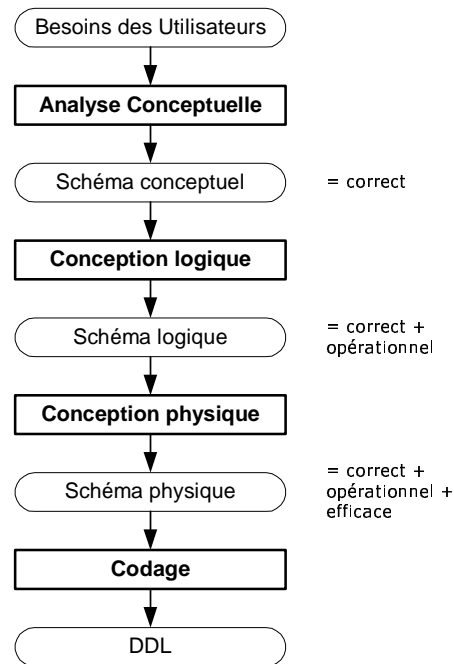 Besoins des Utilisateurs
Analyse Conceptuelle
Schéma conceptuel
= correct
Conception logique
Schéma logique
= correct +
opérationnel
Conception physique
Schéma physique
= correct +
opérationnel +
efficace
Codage
DDL